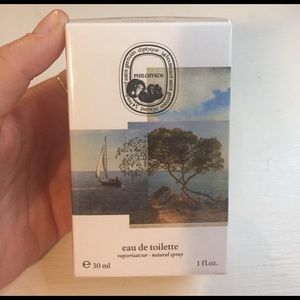 PHILOSYKOS
eau de toilette
vaporisateur - natural spray
e 30 ml
1 fl.oz.